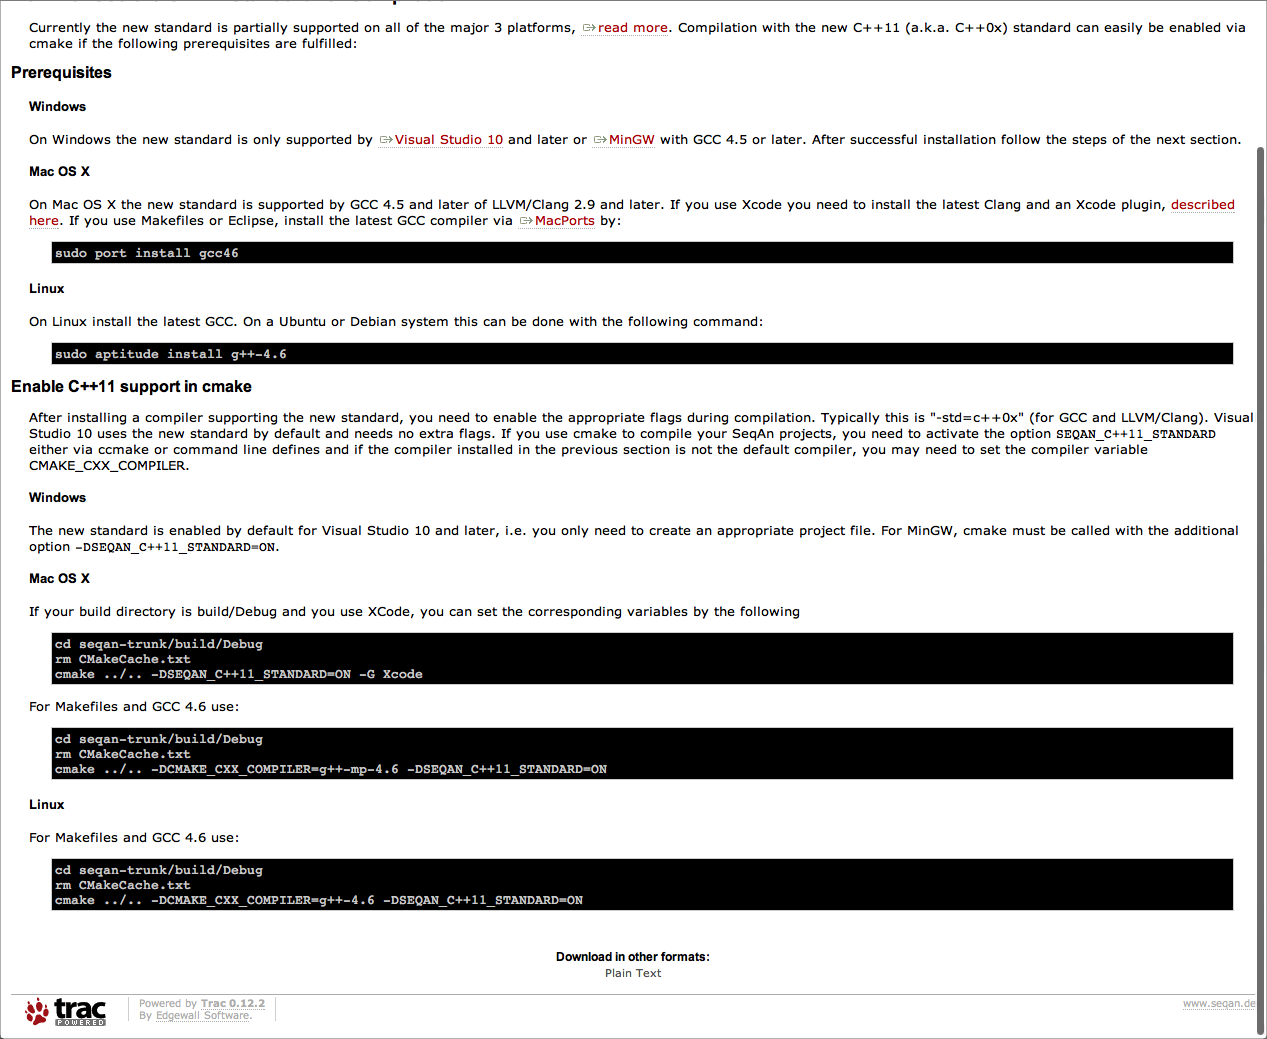 Currently the new standard is partially supported on all of the major 3 platforms, read more. Compilation with the new C++11 (a.k.a. C++0x) standard can easily be enabled via
cmake if the following prerequisites are fulfilled:
Prerequisites
Windows
On Windows the new standard is only supported by Visual Studio 10 and later or MinGW with GCC 4.5 or later. After successful installation follow the steps of the next section.
Mac OS X
On Mac OS X the new standard is supported by GCC 4.5 and later of LLVM/Clang 2.9 and later. If you use Xcode you need to install the latest Clang and an Xcode plugin, described
here. If you use Makefiles or Eclipse, install the latest GCC compiler via MacPorts by:
sudo port install gcc46
Linux
On Linux install the latest GCC. On a Ubuntu or Debian system this can be done with the following command:
sudo aptitude install g++-4.6
Enable C++11 support in cmake
After installing a compiler supporting the new standard, you need to enable the appropriate flags during compilation. Typically this is "-std=c++0x" (for GCC and LLVM/Clang). Visual
Studio 10 uses the new standard by default and needs no extra flags. If you use cmake to compile your SeqAn projects, you need to activate the option SEQAN_C++11_STANDARD
either via ccmake or command line defines and if the compiler installed in the previous section is not the default compiler, you may need to set the compiler variable
CMAKE_CXX_COMPILER.
Windows
The new standard is enabled by default for Visual Studio 10 and later, i.e. you only need to create an appropriate project file. For MinGW, cmake must be called with the additional
option -DSEQAN_C++11_STANDARD=ON.
Mac OS X
If your build directory is build/Debug and you use XCode, you can set the corresponding variables by the following
cd seqan-trunk/build/Debug
rm CMakeCache.txt
cmake ../.. -DSEQAN_C++11_STANDARD=ON -G Xcode
For Makefiles and GCC 4.6 use:
cd seqan-trunk/build/Debug
rm CMakeCache.txt
cmake ../.. -DCMAKE_CXX_COMPILER=g++-mp-4.6 -DSEQAN_C++11_STANDARD=ON
Linux
For Makefiles and GCC 4.6 use:
cd seqan-trunk/build/Debug
rm CMakeCache.txt
cmake ../.. -DCMAKE_CXX_COMPILER=g++-4.6 -DSEQAN_C++11_STANDARD=ON
Download in other formats:
Plain Text
trac
POWERED
Powered by Trac 0.12.2
By Edgewall Software.
www.seqan.de